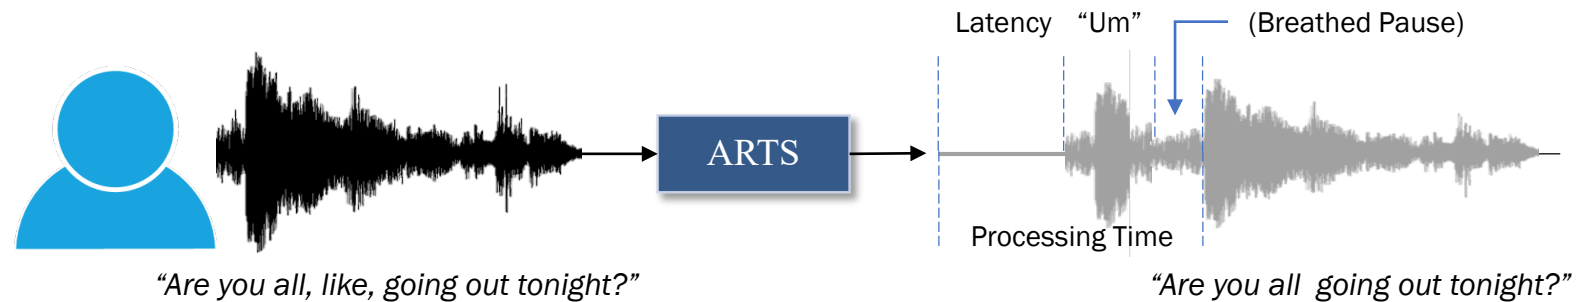 Latency “Um” (Breathed Pause)
ARTS
Processing Time
“Are you all, like, going out tonight?”
“Are you all  going out tonight?”